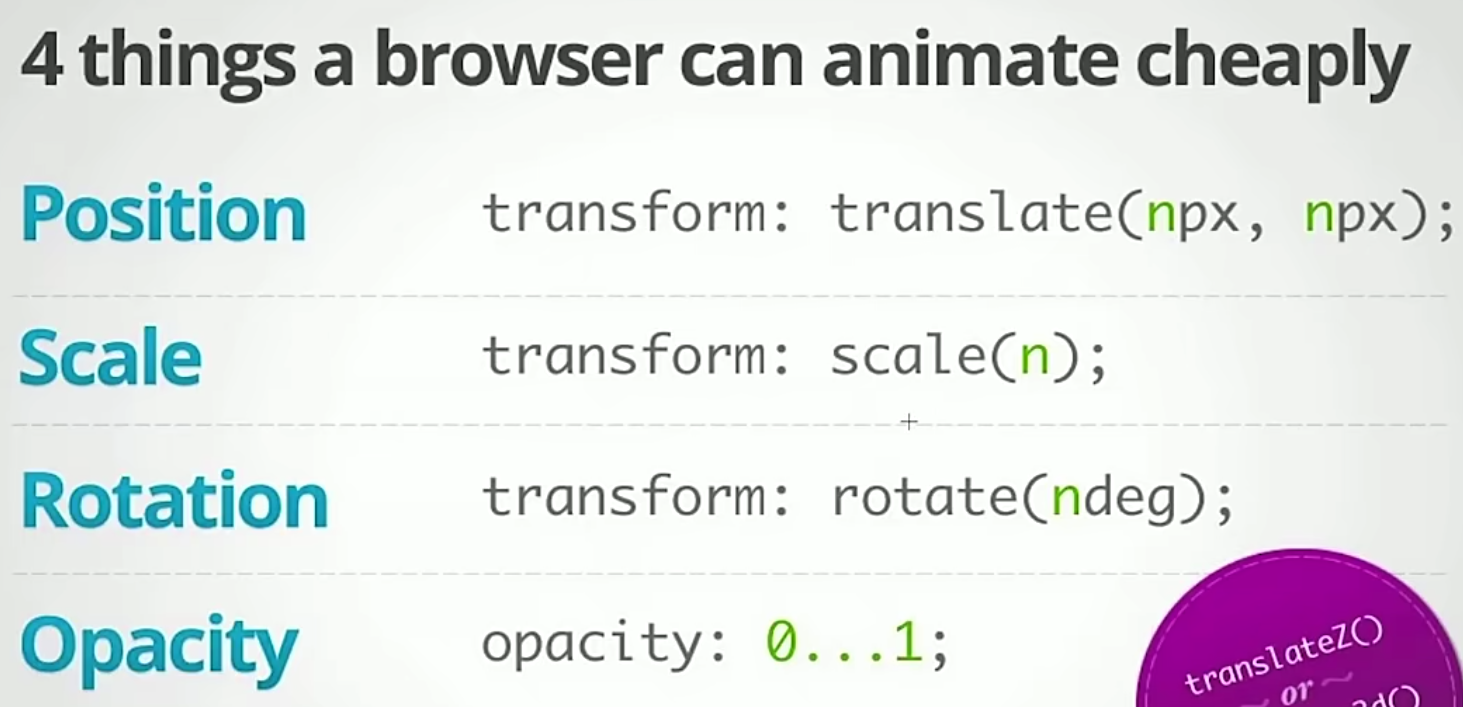 4 things a browser can animate cheaply
Position transform: translate(npx, npx);
Scale transform: scale(n);
Rotation transform: rotate(ndeg);
Opacity opacity: 0...1;
translateZ()
~ or ~
3d()